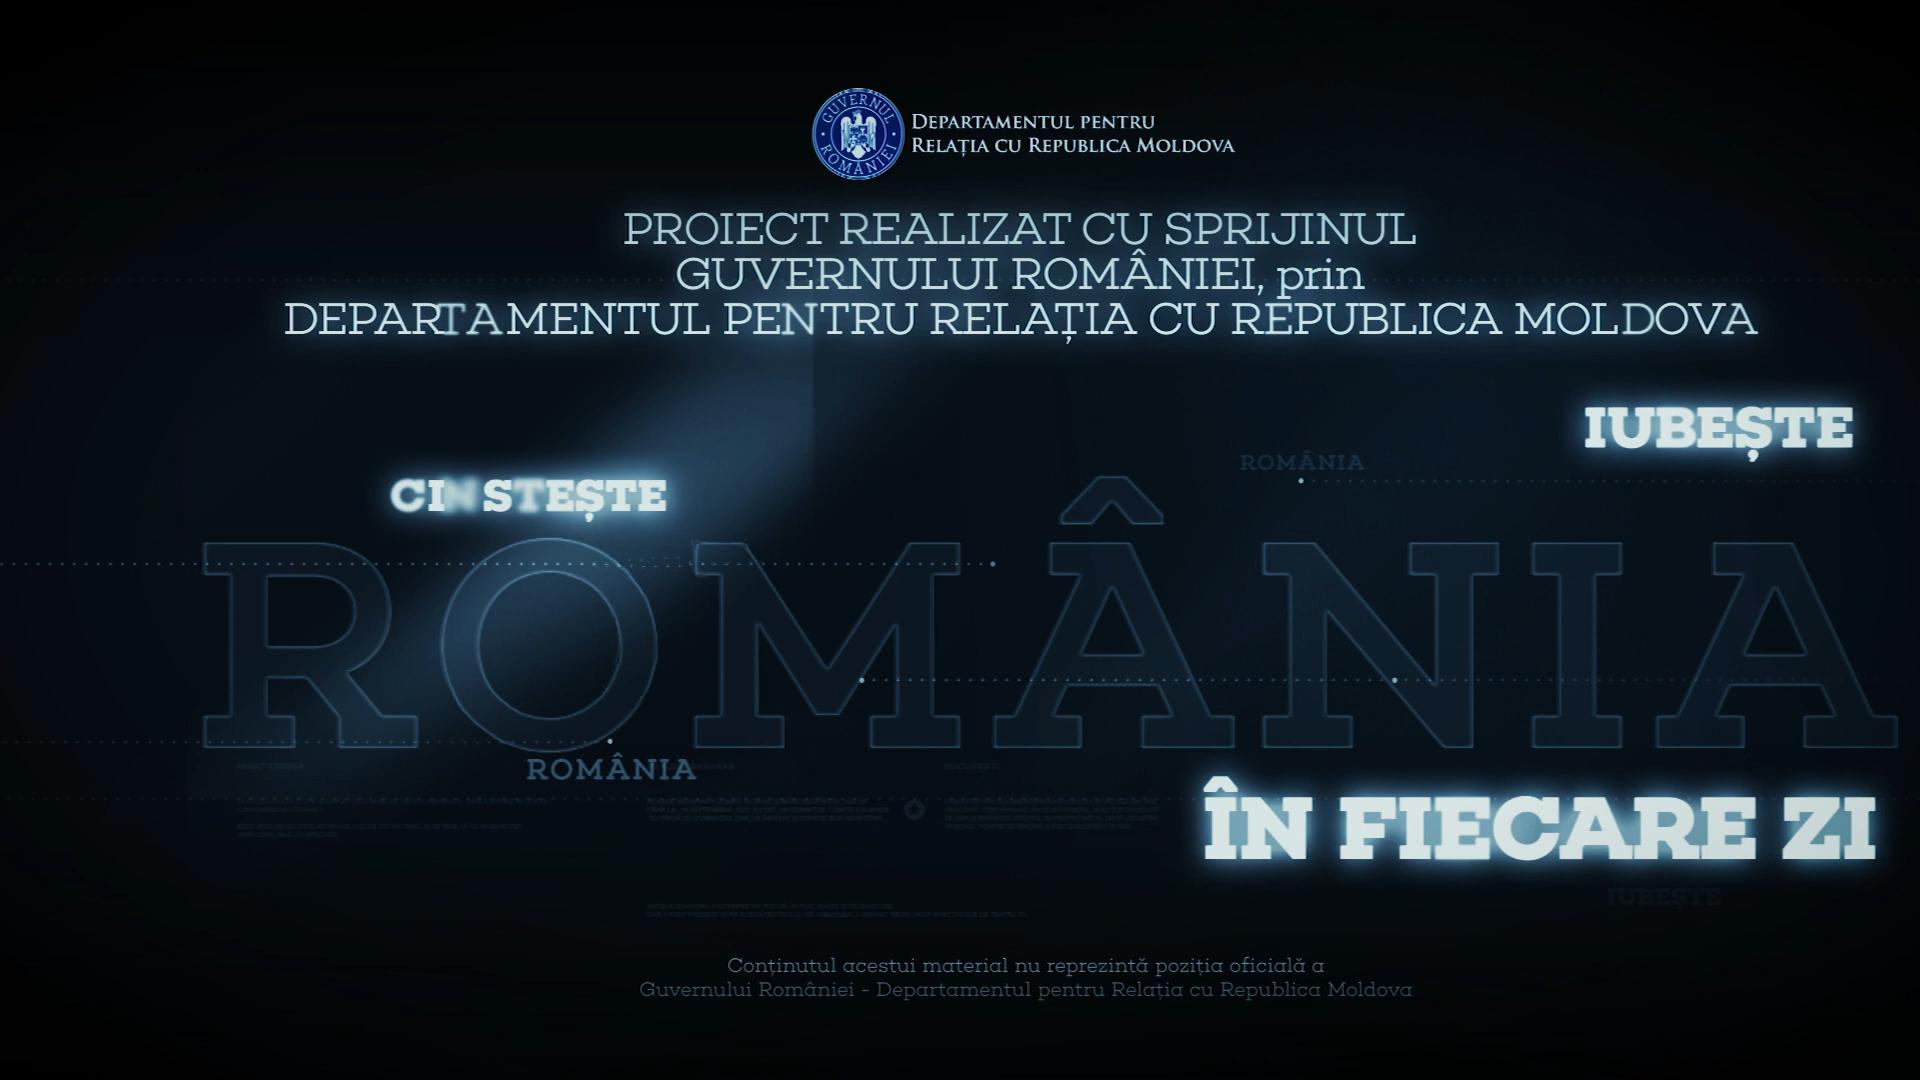 GUVERNUL ROMÂNIEI
DEPARTAMENTUL PENTRU
RELAȚIA CU REPUBLICA MOLDOVA
PROIECT REALIZAT CU SPRIJINUL
GUVERNULUI ROMÂNIEI, prin
DEPARTAMENTUL PENTRU RELAȚIA CU REPUBLICA MOLDOVA
IUBEȘTE
ROMÂNIA
CINSTEȘTE
ROMÂNIA
ROMÂNIA
ÎN FIECARE ZI
IUBEȘTE
Conținutul acestui material nu reprezintă poziția oficială a
Guvernului României - Departamentul pentru Relația cu Republica Moldova